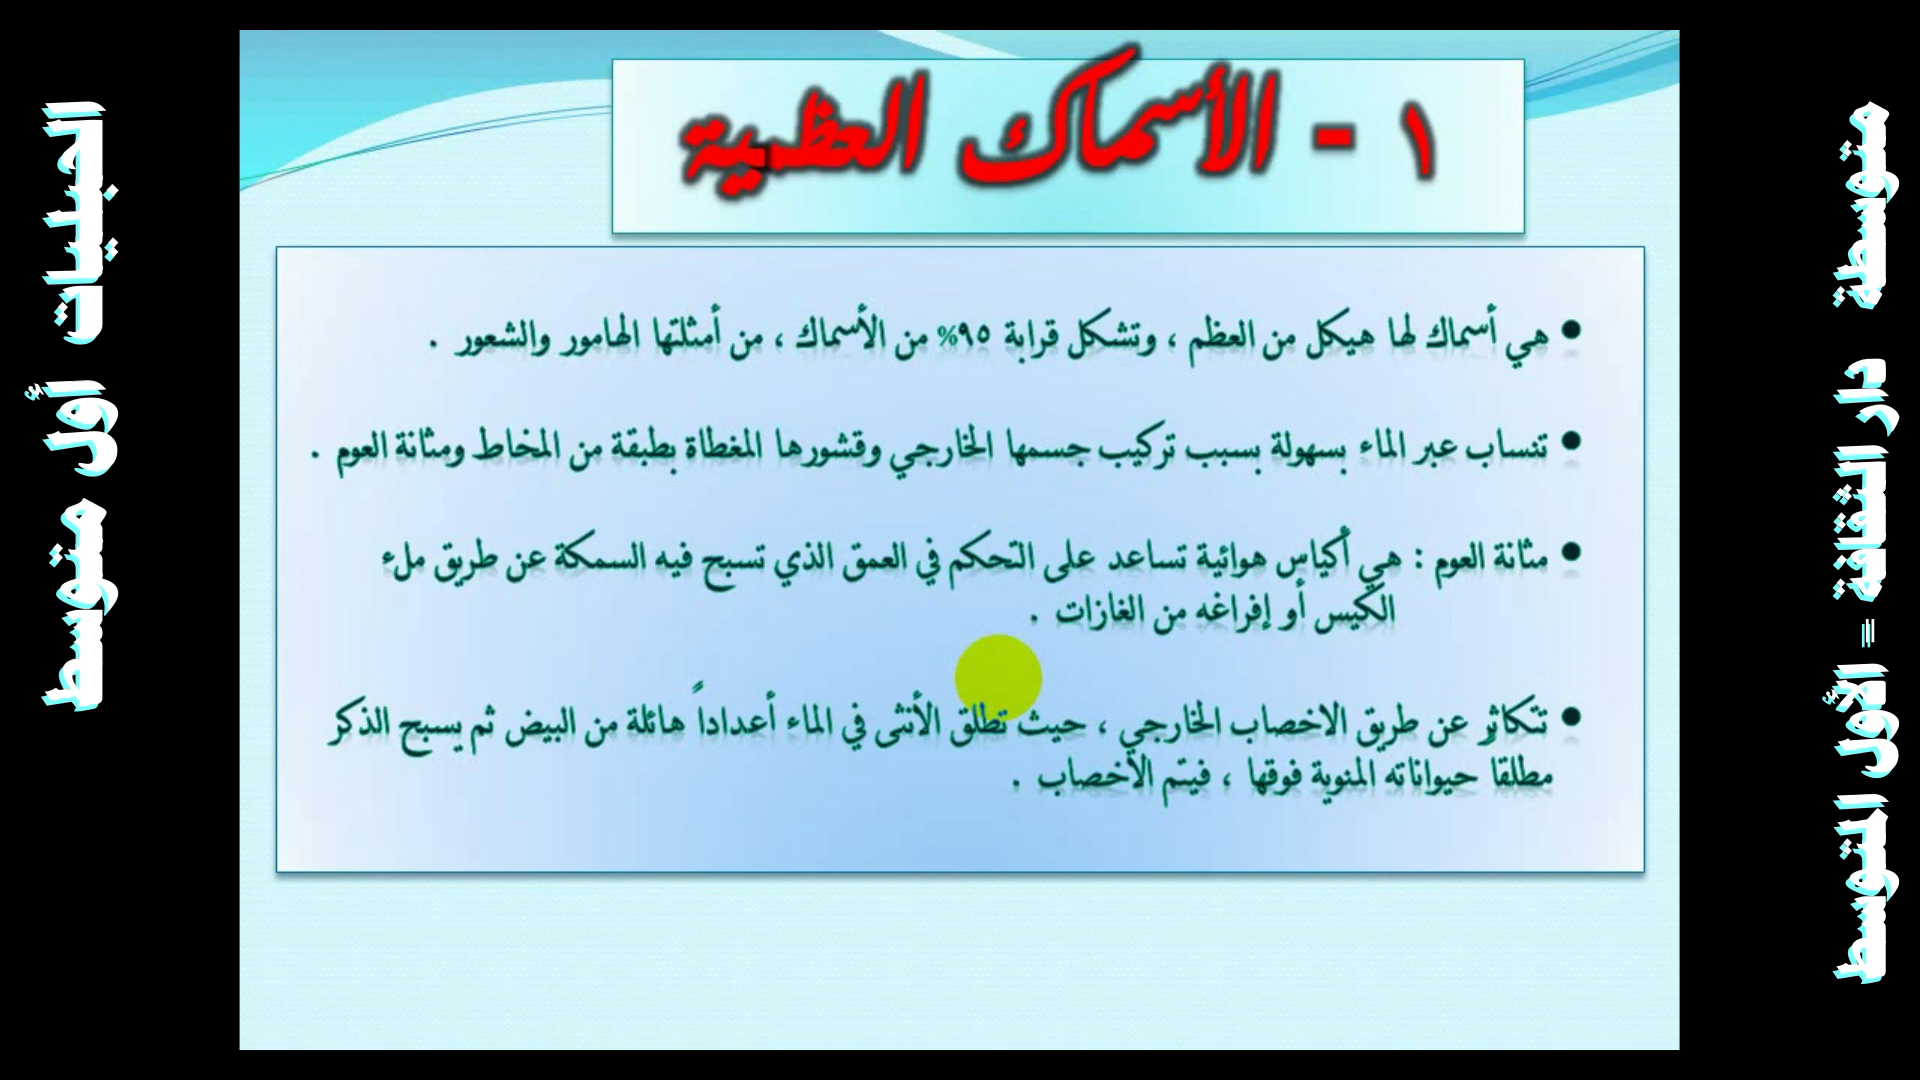 ١ - الأسماك العظمية
هي أسماك لها هيكل من العظم ، وتشكل قرابة ٩٥% من الأسماك ، من أمثلتها الهامور والشعور .
تنساب عبر الماء بسهولة بسبب تركيب جسمها الخارجي وقشورها المغطاة بطبقة من المخاط ومثانة العوم .
مثانة العوم : هي أكياس هوائية تساعد على التحكم في العمق الذي تسبح فيه السمكة عن طريق ملء
الكيس أو إفراغه من الغازات .
تتكاثر عن طريق الاخصاب الخارجي ، حيث تطلق الأنثى في الماء أعداداً هائلة من البيض ثم يسبح الذكر
مطلقا حيواناته المنوية فوقها ، فيتم الأخصاب .
متوسطة دار الثقافة = الأول المتوسط
الحبليات أول متوسط